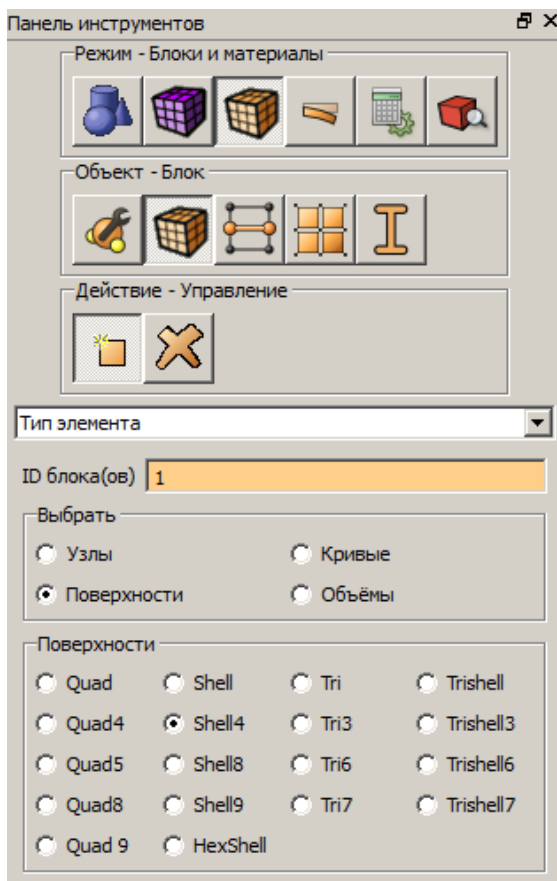 Панель инструментов
Режим - Блоки и материалы
Объект - Блок
Действие - Управление
Тип элемента
ID блока(ов) 1
Выбрать
Узлы Кривые
Поверхности Объёмы
Поверхности
Quad Shell Tri Trishell
Quad4 Shell4 Tri3 Trishell3
Quad5 Shell8 Tri6 Trishell6
Quad8 Shell9 Tri7 Trishell7
Quad 9 HexShell